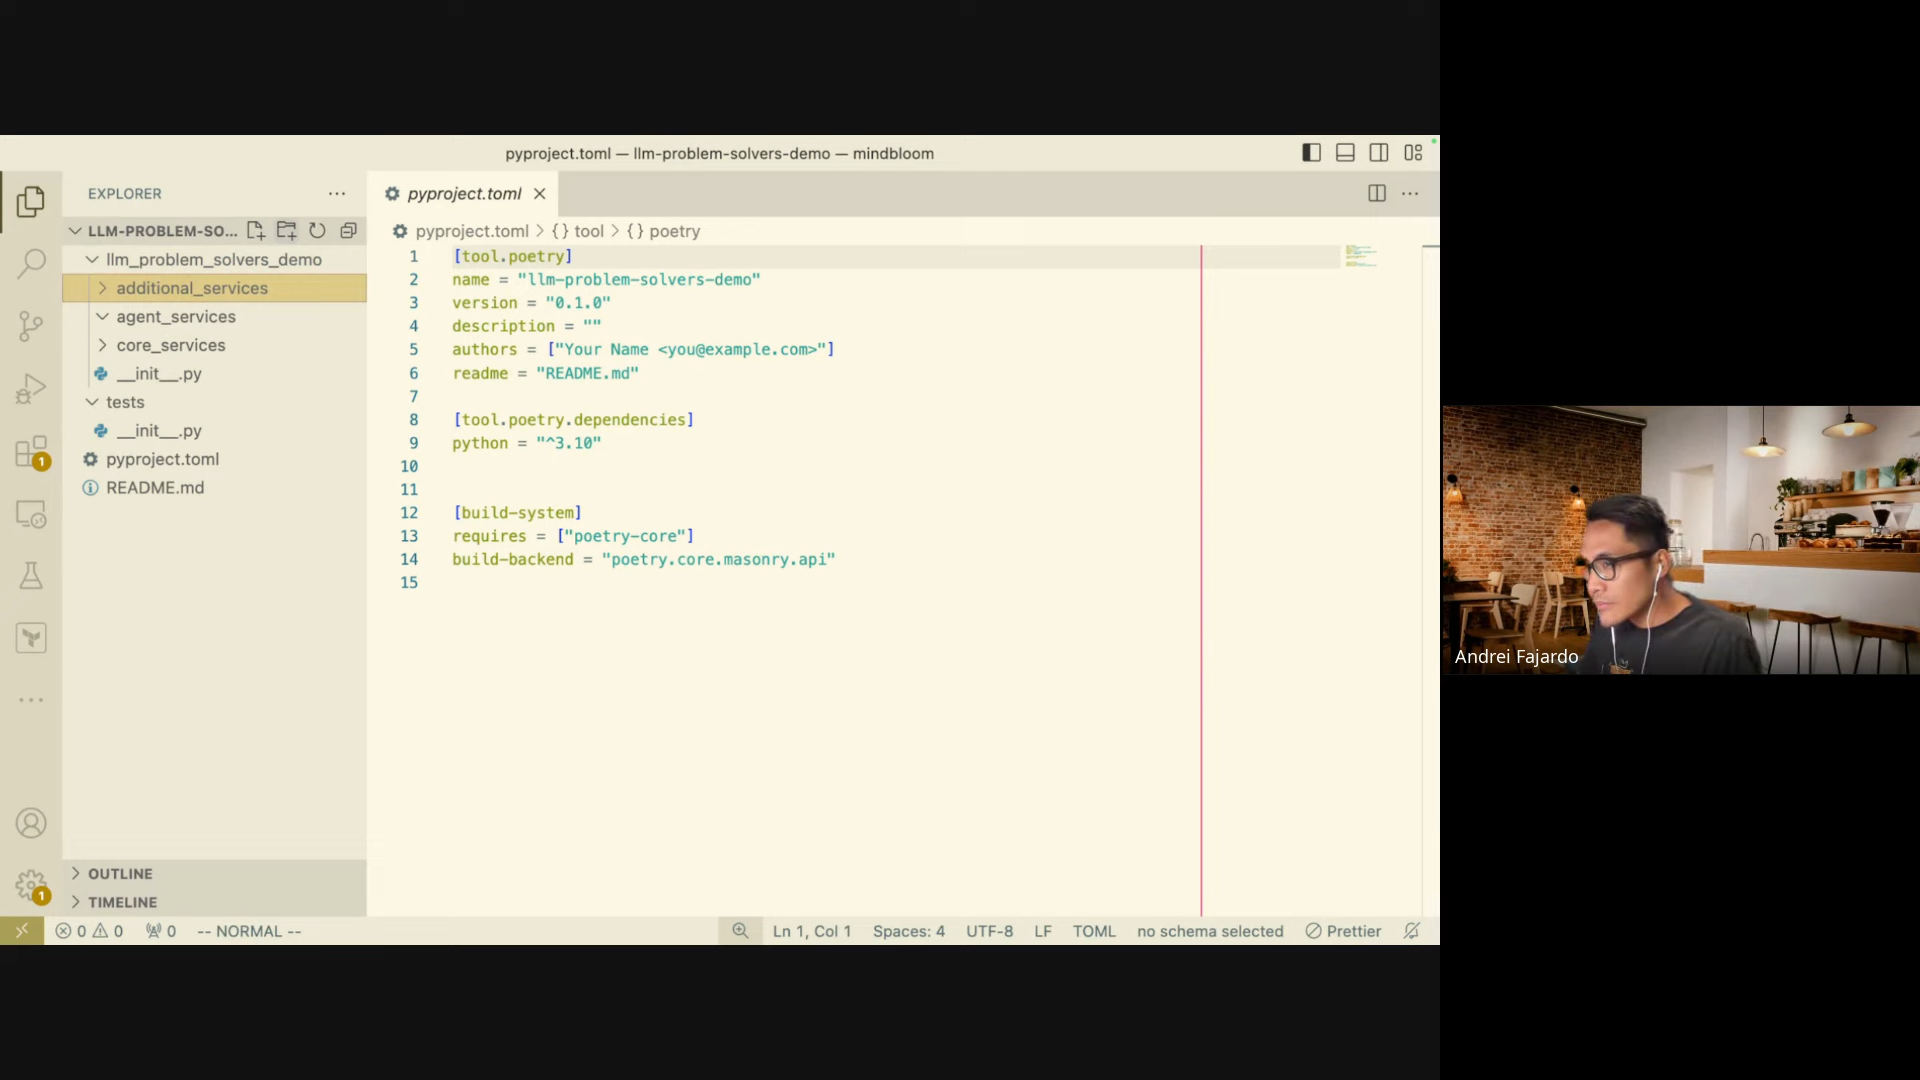 pyproject.toml — llm-problem-solvers-demo — mindbloom
EXPLORER
LLM-PROBLEM-SO...
llm_problem_solvers_demo
additional_services
agent_services
core_services
__init__.py
tests
__init__.py
pyproject.toml
README.md
OUTLINE
TIMELINE
pyproject.toml
pyproject.toml > {} tool > {} poetry
1 [tool.poetry]
2 name = "llm-problem-solvers-demo"
3 version = "0.1.0"
4 description = ""
5 authors = ["Your Name <you@example.com>"]
6 readme = "README.md"
7
8 [tool.poetry.dependencies]
9 python = "^3.10"
10
11
12 [build-system]
13 requires = ["poetry-core"]
14 build-backend = "poetry.core.masonry.api"
15
1
1
0 0 0 -- NORMAL -- Ln 1, Col 1 Spaces: 4 UTF-8 LF TOML no schema selected Prettier
Andrei Fajardo